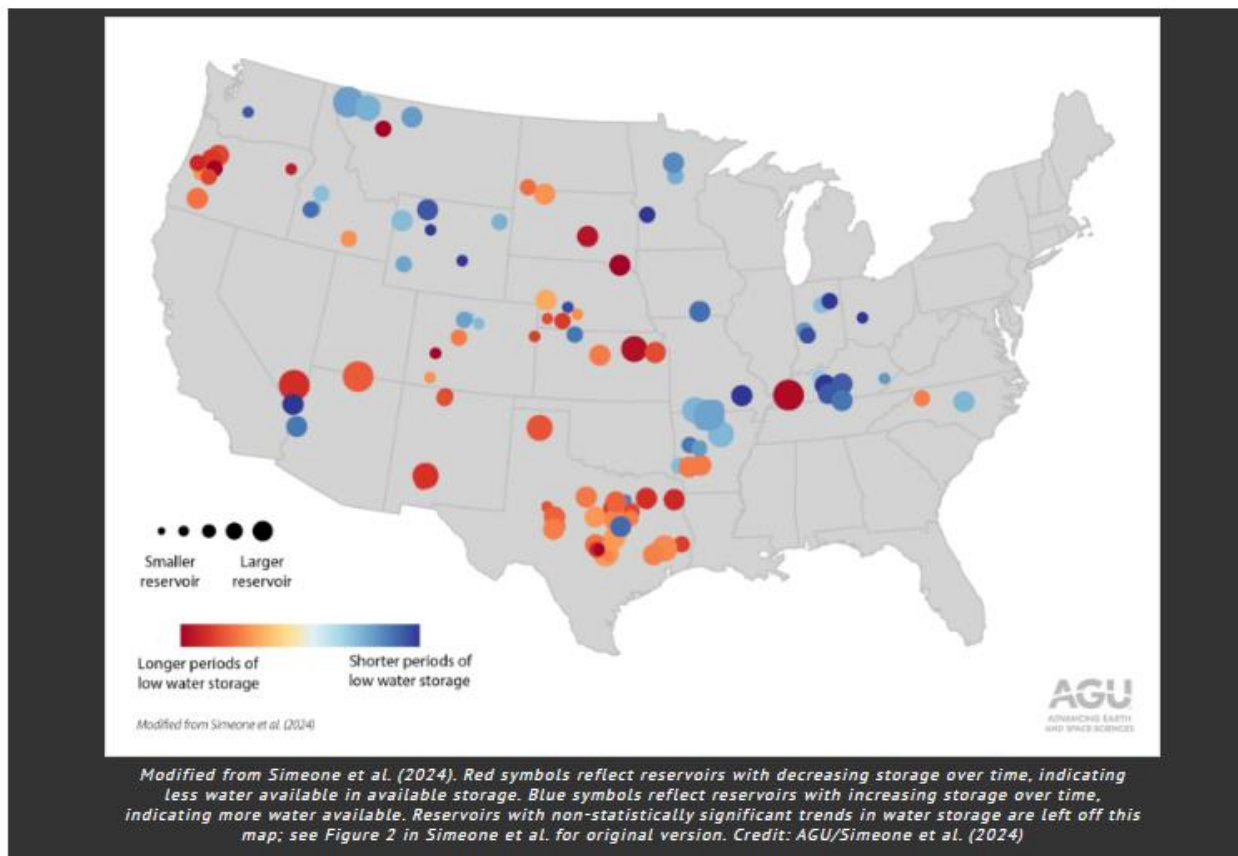 Smaller
reservoir
Larger
reservoir
Longer periods of
low water storage
Shorter periods of
low water storage
Modified from Simeone et al. (2024)
AGU
ADVANCING EARTH
AND SPACE SCIENCES
Modified from Simeone et al. (2024). Red symbols reflect reservoirs with decreasing storage over time, indicating
less water available in available storage. Blue symbols reflect reservoirs with increasing storage over time,
indicating more water available. Reservoirs with non-statistically significant trends in water storage are left off this
map; see Figure 2 in Simeone et al. for original version. Credit: AGU/Simeone et al. (2024)